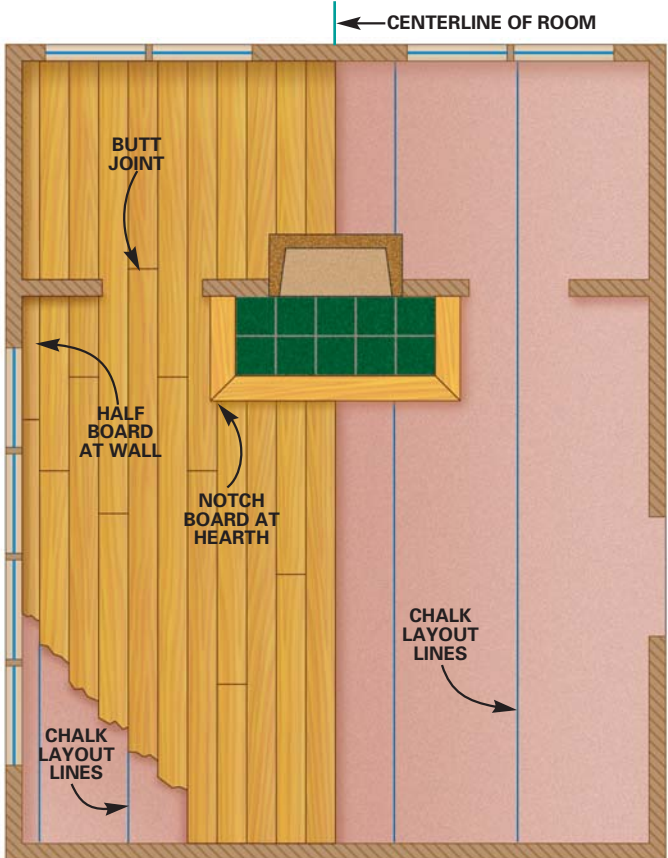 CENTERLINE OF ROOM
BUTT
JOINT
HALF
BOARD
AT WALL
NOTCH
BOARD AT
HEARTH
CHALK
LAYOUT
LINES
CHALK
LAYOUT
LINES